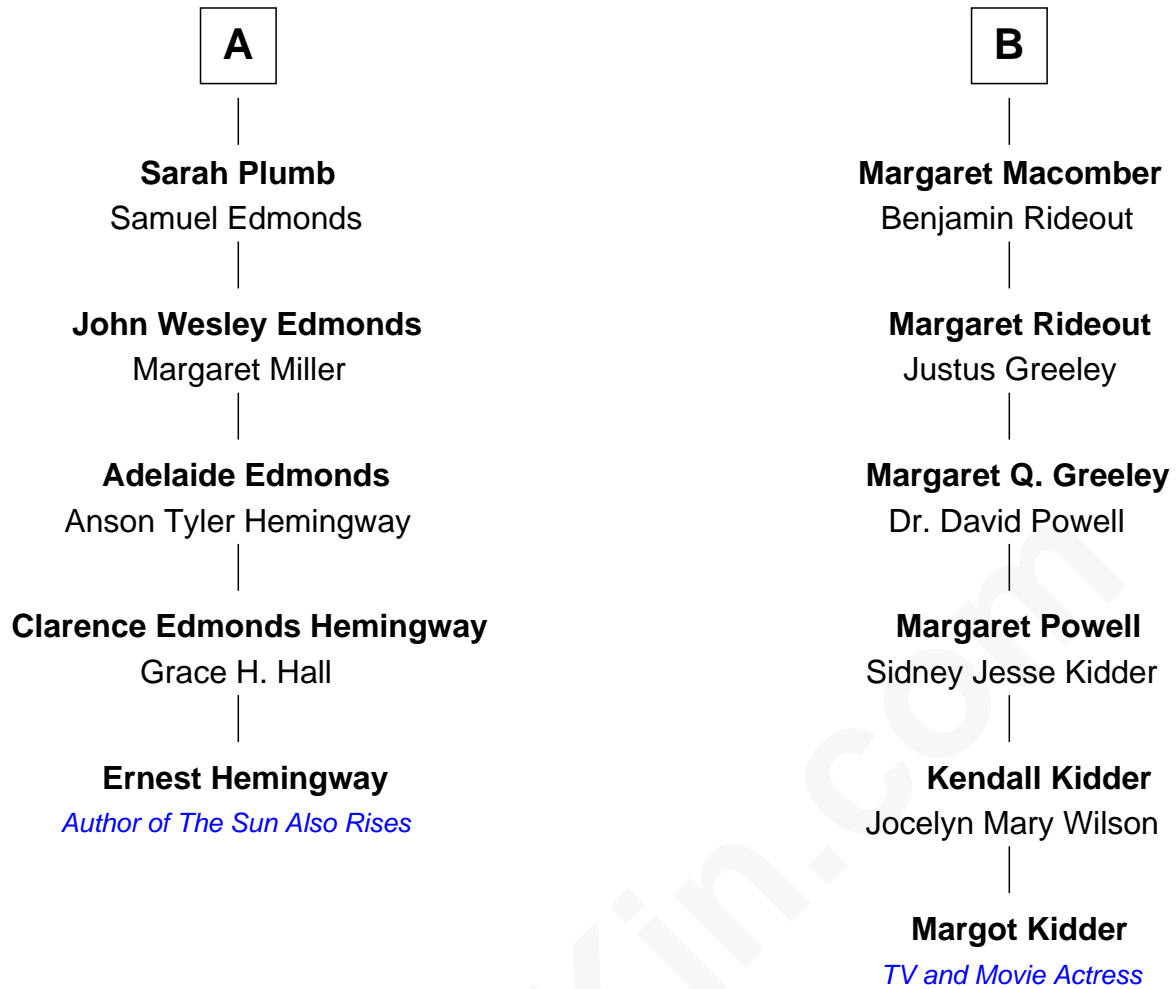 A
Sarah Plumb
Samuel Edmonds
John Wesley Edmonds
Margaret Miller
Adelaide Edmonds
Anson Tyler Hemingway
Clarence Edmonds Hemingway
Grace H. Hall
Ernest Hemingway
Author of The Sun Also Rises
B
Margaret Macomber
Benjamin Rideout
Margaret Rideout
Justus Greeley
Margaret Q. Greeley
Dr. David Powell
Margaret Powell
Sidney Jesse Kidder
Kendall Kidder
Jocelyn Mary Wilson
Margot Kidder
TV and Movie Actress